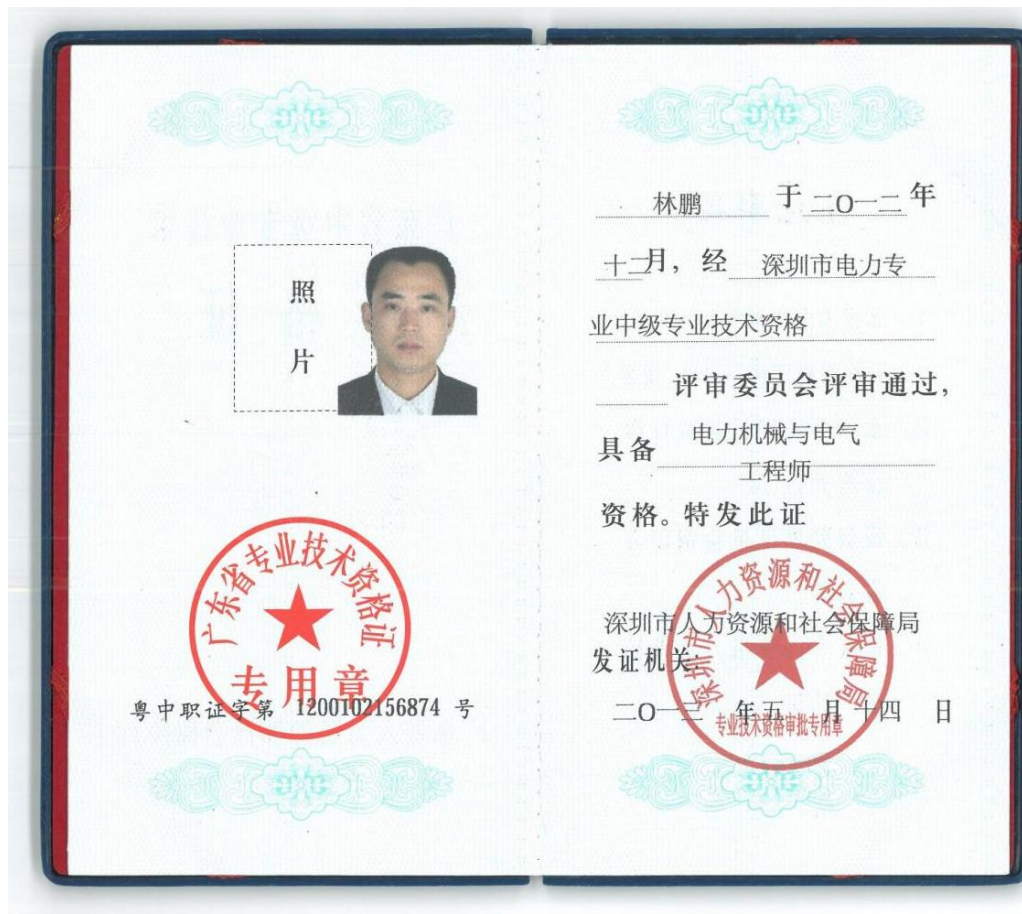 照
片
广东省专业技术资格证
专用章
粤中职证字第 1200102156874 号
林鹏 于 二O一二 年
十二月，经 深圳市电力专
业中级专业技术资格
评审委员会评审通过，
具备 电力机械与电气
工程师
资格。特发此证
深圳市人力资源和社会保障局
深圳市人力资源和社会保障局
发证机关：
二O一三 年五 月十四 日
专业技术资格审批专用章